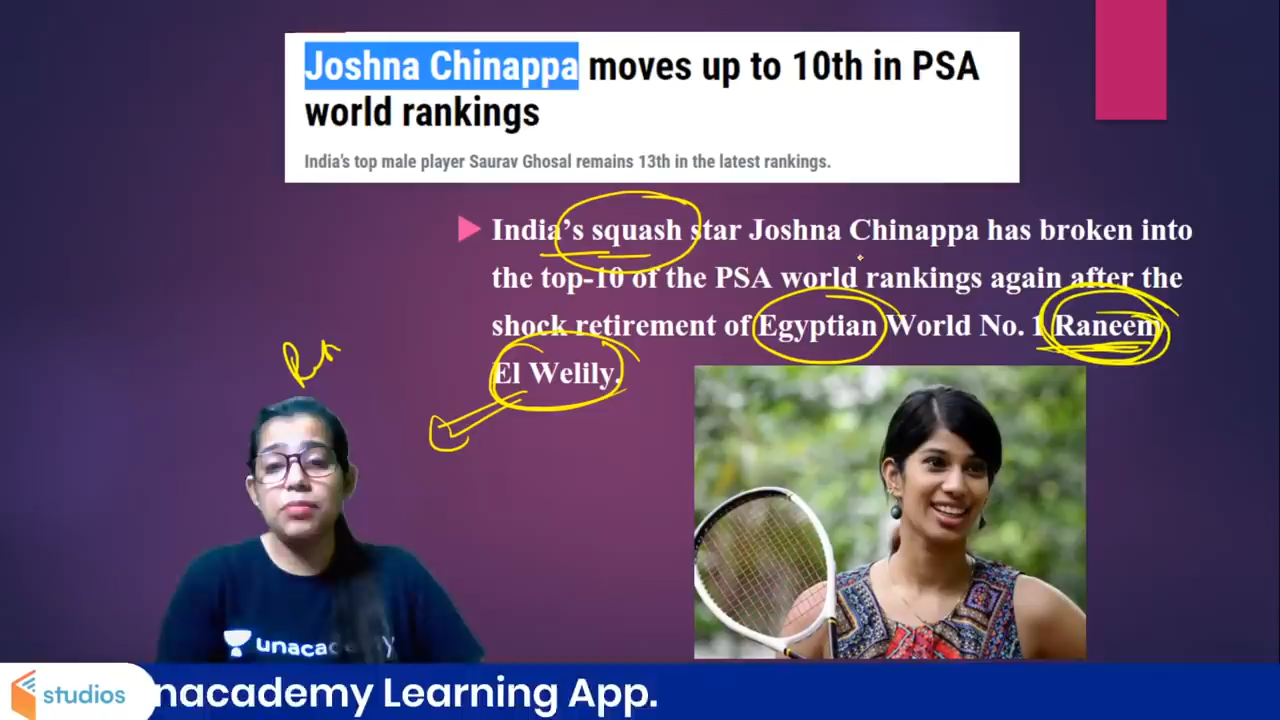 Joshna Chinappa moves up to 10th in PSA
world rankings
India's top male player Saurav Ghosal remains 13th in the latest rankings.
India's squash star Joshna Chinappa has broken into
the top-10 of the PSA world rankings again after the
shock retirement of Egyptian World No. 1 Raneem
El Welily.
studios
nacademy Learning App.